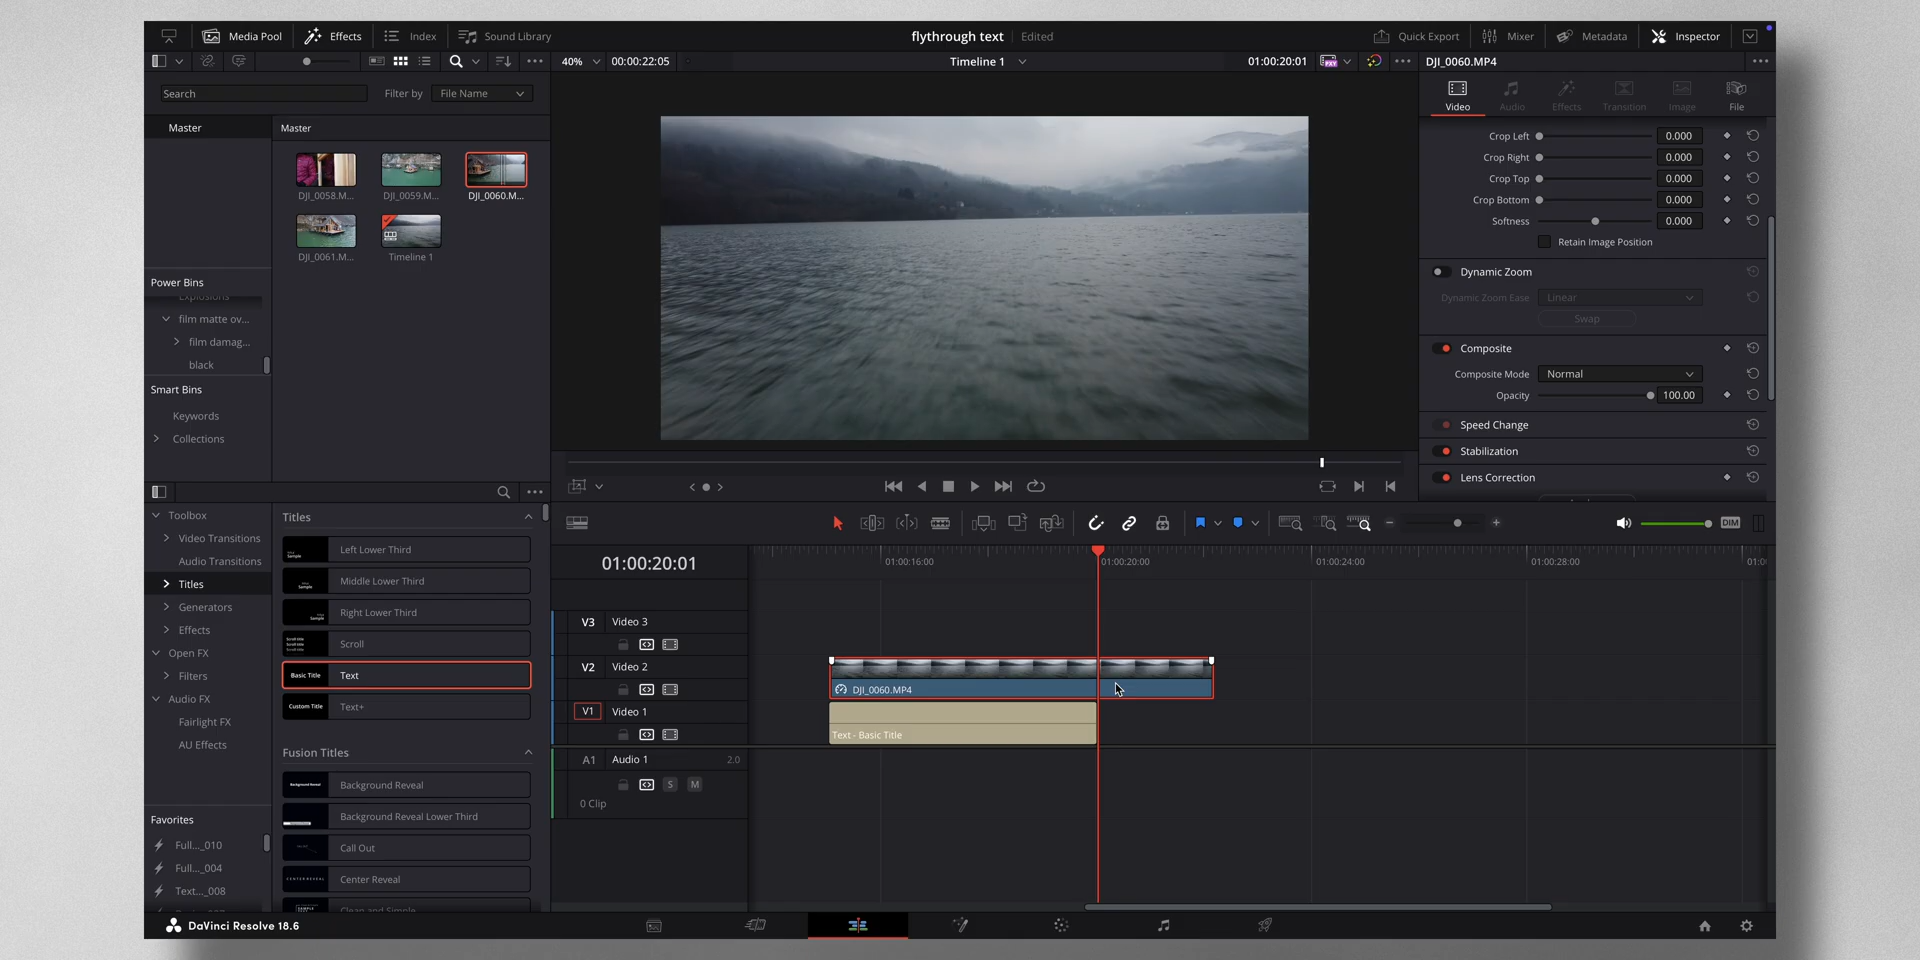 Media Pool
Effects
Index
Sound Library
flythrough text
Edited
Quick Export
Mixer
Metadata
Inspector
40%
00:00:22:05
Timeline 1
01:00:20:01
DJI_0060.MP4
Search
Filter by
File Name
Master
Master
DJI_0058.M...
DJI_0059.M...
DJI_0060.M...
DJI_0061.M...
Timeline 1
Power Bins
Explosions
film matte ov...
film damag...
black
Smart Bins
Keywords
Collections
Video
Audio
Effects
Transition
Image
File
Crop Left
0.000
Crop Right
0.000
Crop Top
0.000
Crop Bottom
0.000
Softness
0.000
Retain Image Position
Dynamic Zoom
Dynamic Zoom Ease
Linear
Swap
Composite
Composite Mode
Normal
Opacity
100.00
Speed Change
Stabilization
Lens Correction
Toolbox
Video Transitions
Audio Transitions
Titles
Generators
Effects
Open FX
Filters
Audio FX
Fairlight FX
AU Effects
Favorites
Full..._010
Full..._004
Text..._008
Titles
Left Lower Third
Middle Lower Third
Right Lower Third
Scroll
Basic Title
Text
Custom Title
Text+
Fusion Titles
Background Reveal
Background Reveal Lower Third
Call Out
Center Reveal
Clean and Simple
DIM
01:00:20:01
01:00:16:00
01:00:20:00
01:00:24:00
01:00:28:00
V3
Video 3
V2
Video 2
DJI_0060.MP4
V1
Video 1
Text - Basic Title
A1
Audio 1
2.0
S
M
0 Clip
DaVinci Resolve 18.6